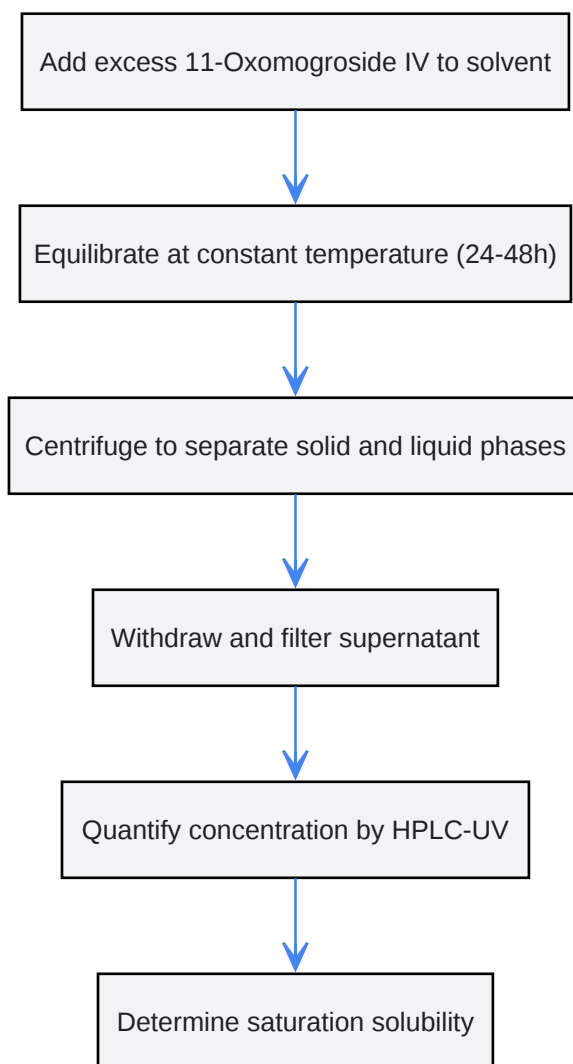 Add excess 11-Oxomogroside IV to solvent
Equilibrate at constant temperature (24-48h)
Centrifuge to separate solid and liquid phases
Withdraw and filter supernatant
Quantify concentration by HPLC-UV
Determine saturation solubility